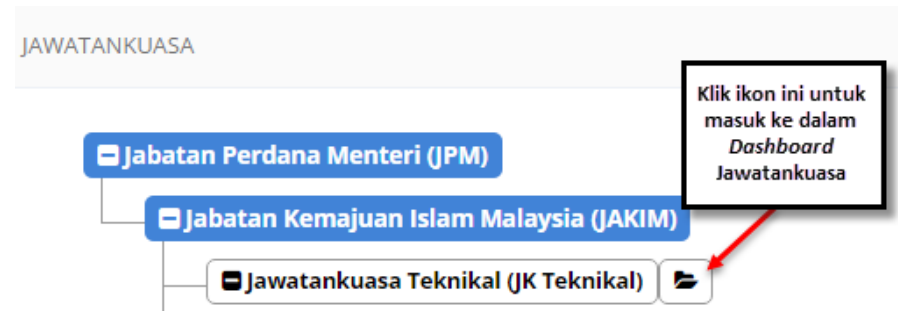 JAWATANKUASA
Klik ikon ini untuk
masuk ke dalam
Dashboard
Jawatankuasa
Jabatan Perdana Menteri (JPM)
Jabatan Kemajuan Islam Malaysia (JAKIM)
Jawatankuasa Teknikal (JK Teknikal)